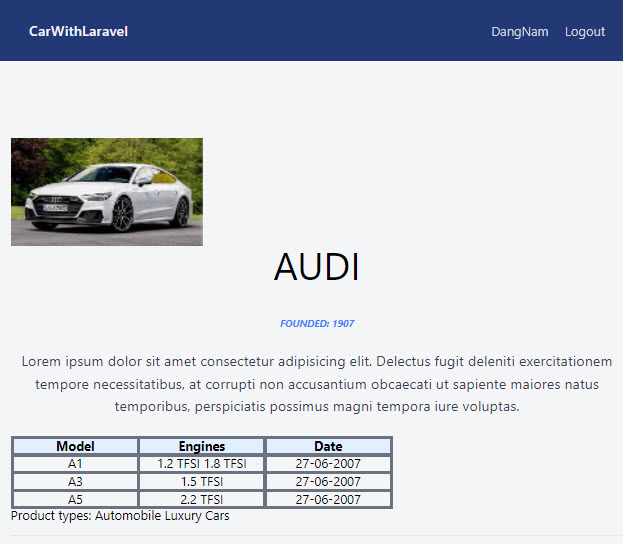 CarWithLaravel DangNam Logout
AUDI
FOUNDED: 1907
Lorem ipsum dolor sit amet consectetur adipisicing elit. Delectus fugit deleniti exercitationem
tempore necessitatibus, at corrupti non accusantium obcaecati ut sapiente maiores natus
temporibus, perspiciatis possimus magni tempora iure voluptas.
Model Engines Date
A1 1.2 TFSI 1.8 TFSI 27-06-2007
A3 1.5 TFSI 27-06-2007
A5 2.2 TFSI 27-06-2007
Product types: Automobile Luxury Cars